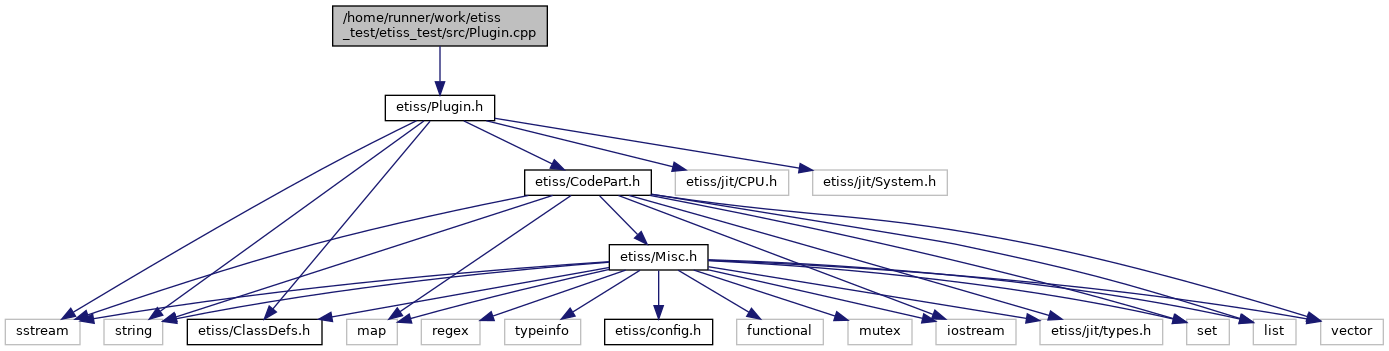 /home/runner/work/etiss
_test/etiss_test/src/Plugin.cpp
etiss/Plugin.h
etiss/CodePart.h
etiss/jit/CPU.h
etiss/jit/System.h
etiss/Misc.h
sstream
string
etiss/ClassDefs.h
map
regex
typeinfo
etiss/config.h
functional
mutex
iostream
etiss/jit/types.h
set
list
vector